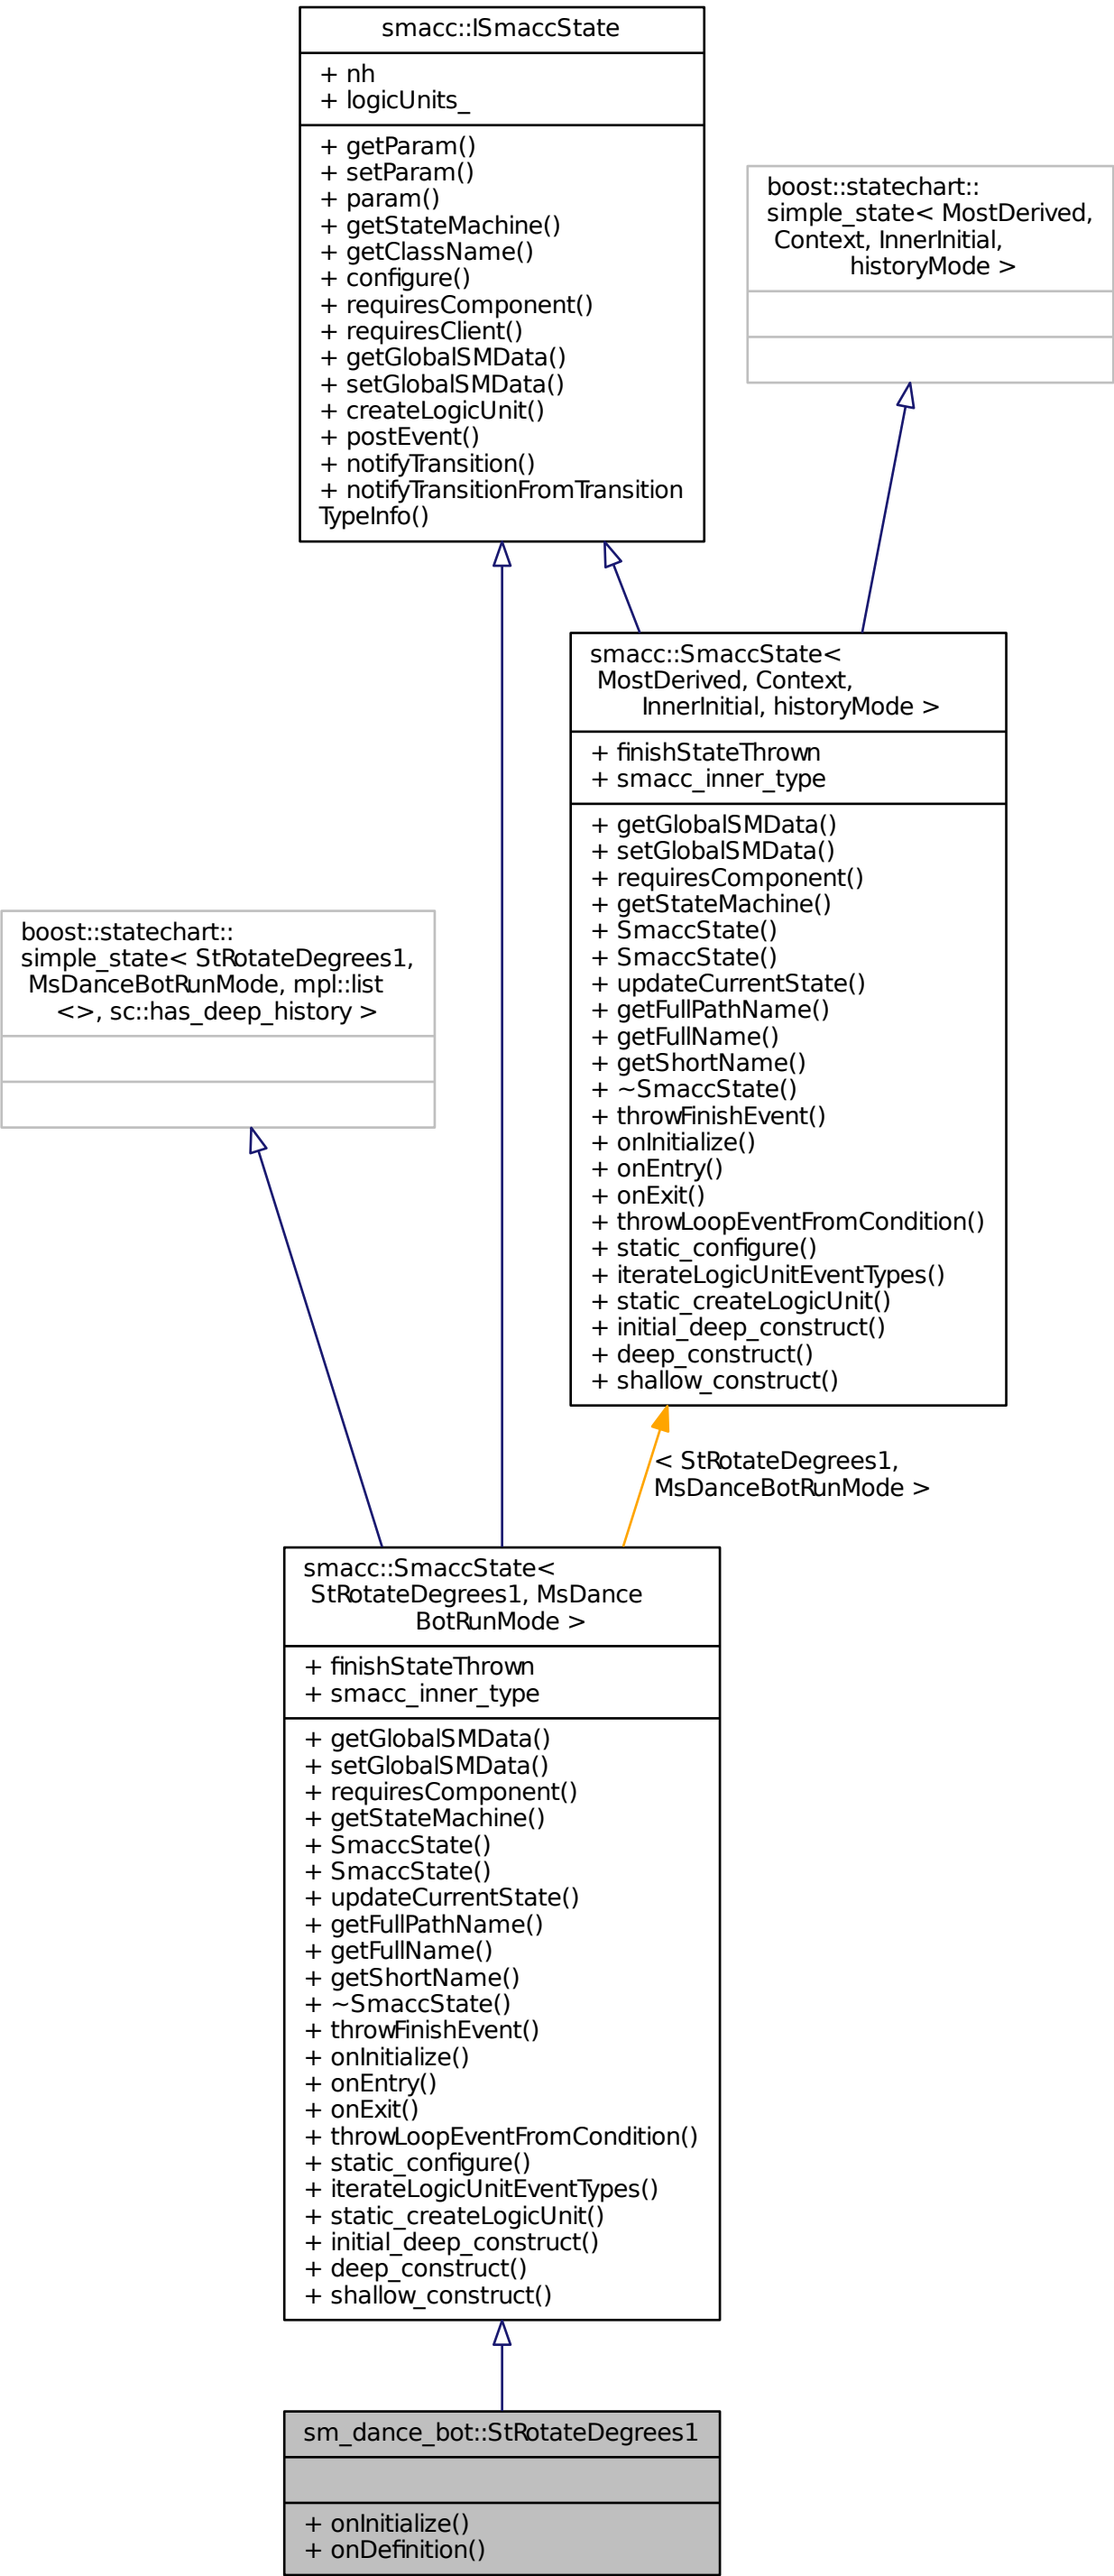 smacc::ISmaccState
+ nh
+ logicUnits_
+ getParam()
+ setParam()
+ param()
+ getStateMachine()
+ getClassName()
+ configure()
+ requiresComponent()
+ requiresClient()
+ getGlobalSMData()
+ setGlobalSMData()
+ createLogicUnit()
+ postEvent()
+ notifyTransition()
+ notifyTransitionFromTransition
TypeInfo()
boost::statechart::
simple_state< MostDerived,
Context, InnerInitial,
historyMode >
smacc::SmaccState<
MostDerived, Context,
InnerInitial, historyMode >
+ finishStateThrown
+ smacc_inner_type
+ getGlobalSMData()
+ setGlobalSMData()
+ requiresComponent()
+ getStateMachine()
+ SmaccState()
+ SmaccState()
+ updateCurrentState()
+ getFullPathName()
+ getFullName()
+ getShortName()
+ ~SmaccState()
+ throwFinishEvent()
+ onInitialize()
+ onEntry()
+ onExit()
+ throwLoopEventFromCondition()
+ static_configure()
+ iterateLogicUnitEventTypes()
+ static_createLogicUnit()
+ initial_deep_construct()
+ deep_construct()
+ shallow_construct()
boost::statechart::
simple_state< StRotateDegrees1,
MsDanceBotRunMode, mpl::list
<>, sc::has_deep_history >
< StRotateDegrees1,
MsDanceBotRunMode >
smacc::SmaccState<
StRotateDegrees1, MsDance
BotRunMode >
+ finishStateThrown
+ smacc_inner_type
+ getGlobalSMData()
+ setGlobalSMData()
+ requiresComponent()
+ getStateMachine()
+ SmaccState()
+ SmaccState()
+ updateCurrentState()
+ getFullPathName()
+ getFullName()
+ getShortName()
+ ~SmaccState()
+ throwFinishEvent()
+ onInitialize()
+ onEntry()
+ onExit()
+ throwLoopEventFromCondition()
+ static_configure()
+ iterateLogicUnitEventTypes()
+ static_createLogicUnit()
+ initial_deep_construct()
+ deep_construct()
+ shallow_construct()
sm_dance_bot::StRotateDegrees1
+ onInitialize()
+ onDefinition()